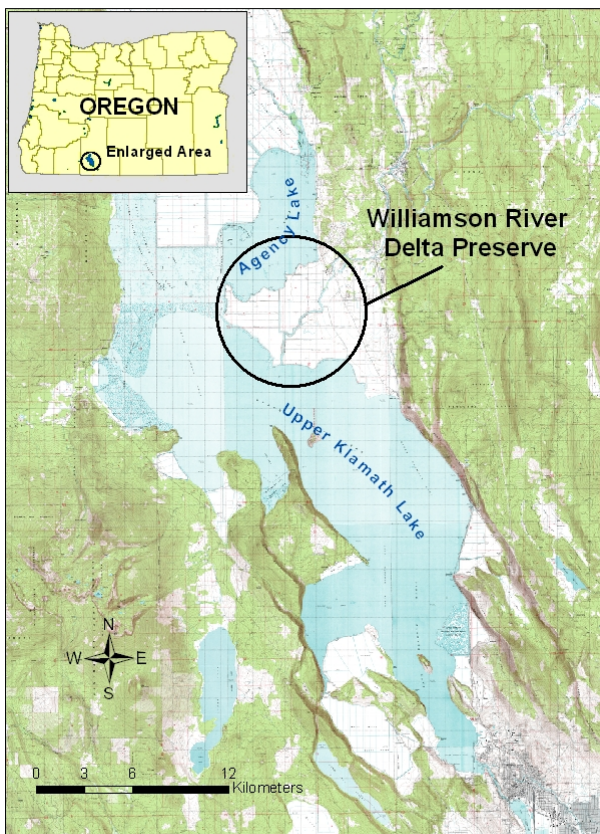 OREGON
Enlarged Area
Agency Lake
Williamson River
Delta Preserve
Upper Klamath Lake
N
W E
S
0 3 6 12
Kilometers